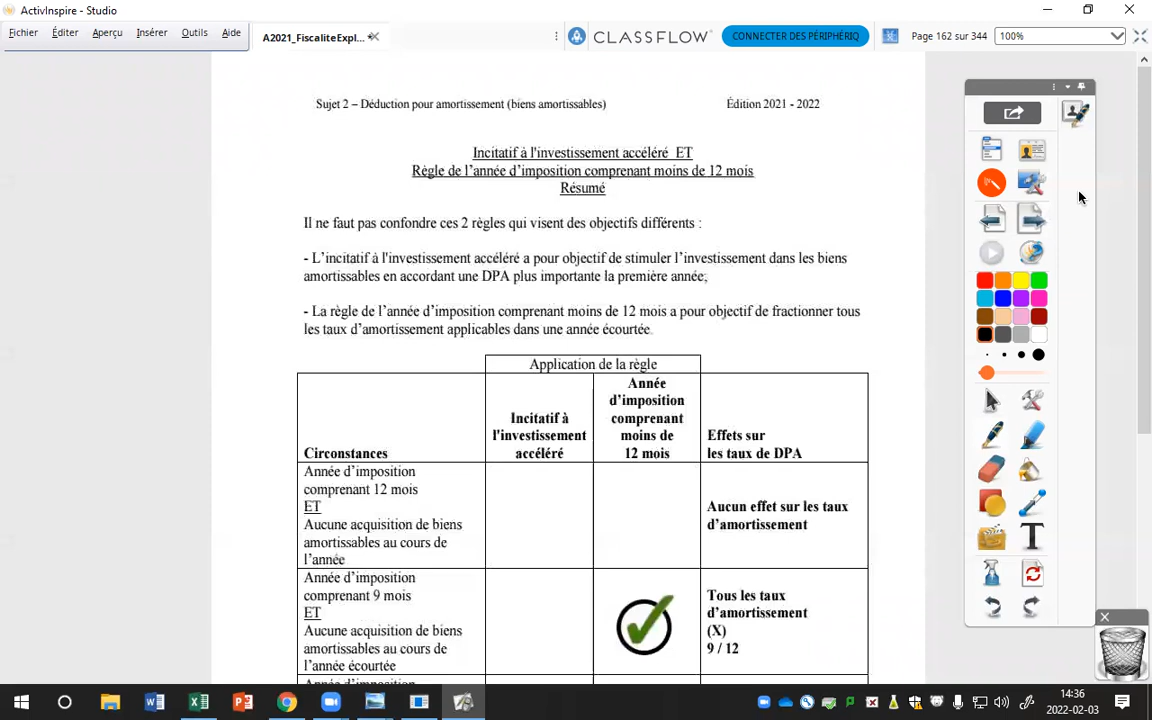 ActivInspire - Studio
Fichier Éditer Aperçu Insérer Outils Aide
A2021_FiscaliteExpl...
CLASSFLOW
CONNECTER DES PÉRIPHÉRIQ
Page 162 sur 344
100%
Sujet 2 – Déduction pour amortissement (biens amortissables) Édition 2021 - 2022
Incitatif à l'investissement accéléré ET
Règle de l'année d'imposition comprenant moins de 12 mois
Résumé
Il ne faut pas confondre ces 2 règles qui visent des objectifs différents :
- L'incitatif à l'investissement accéléré a pour objectif de stimuler l'investissement dans les biens
amortissables en accordant une DPA plus importante la première année;
- La règle de l'année d'imposition comprenant moins de 12 mois a pour objectif de fractionner tous
les taux d'amortissement applicables dans une année écourtée.
Application de la règle
Circonstances
Incitatif à
l'investissement
accéléré
Année
d'imposition
comprenant
moins de
12 mois
Effets sur
les taux de DPA
Année d'imposition
comprenant 12 mois
ET
Aucune acquisition de biens
amortissables au cours de
l'année
Aucun effet sur les taux
d'amortissement
Année d'imposition
comprenant 9 mois
ET
Aucune acquisition de biens
amortissables au cours de
l'année écourtée
Tous les taux
d'amortissement
(X)
9 / 12
Année d'imposition
T
14:36
2022-02-03